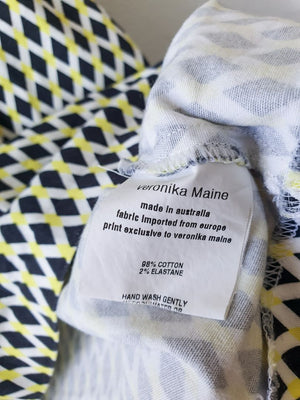 veronika Maine
made in australia
fabric imported from europe
print exclusive to veronika maine
98% COTTON
2% ELASTANE
HAND WASH GENTLY